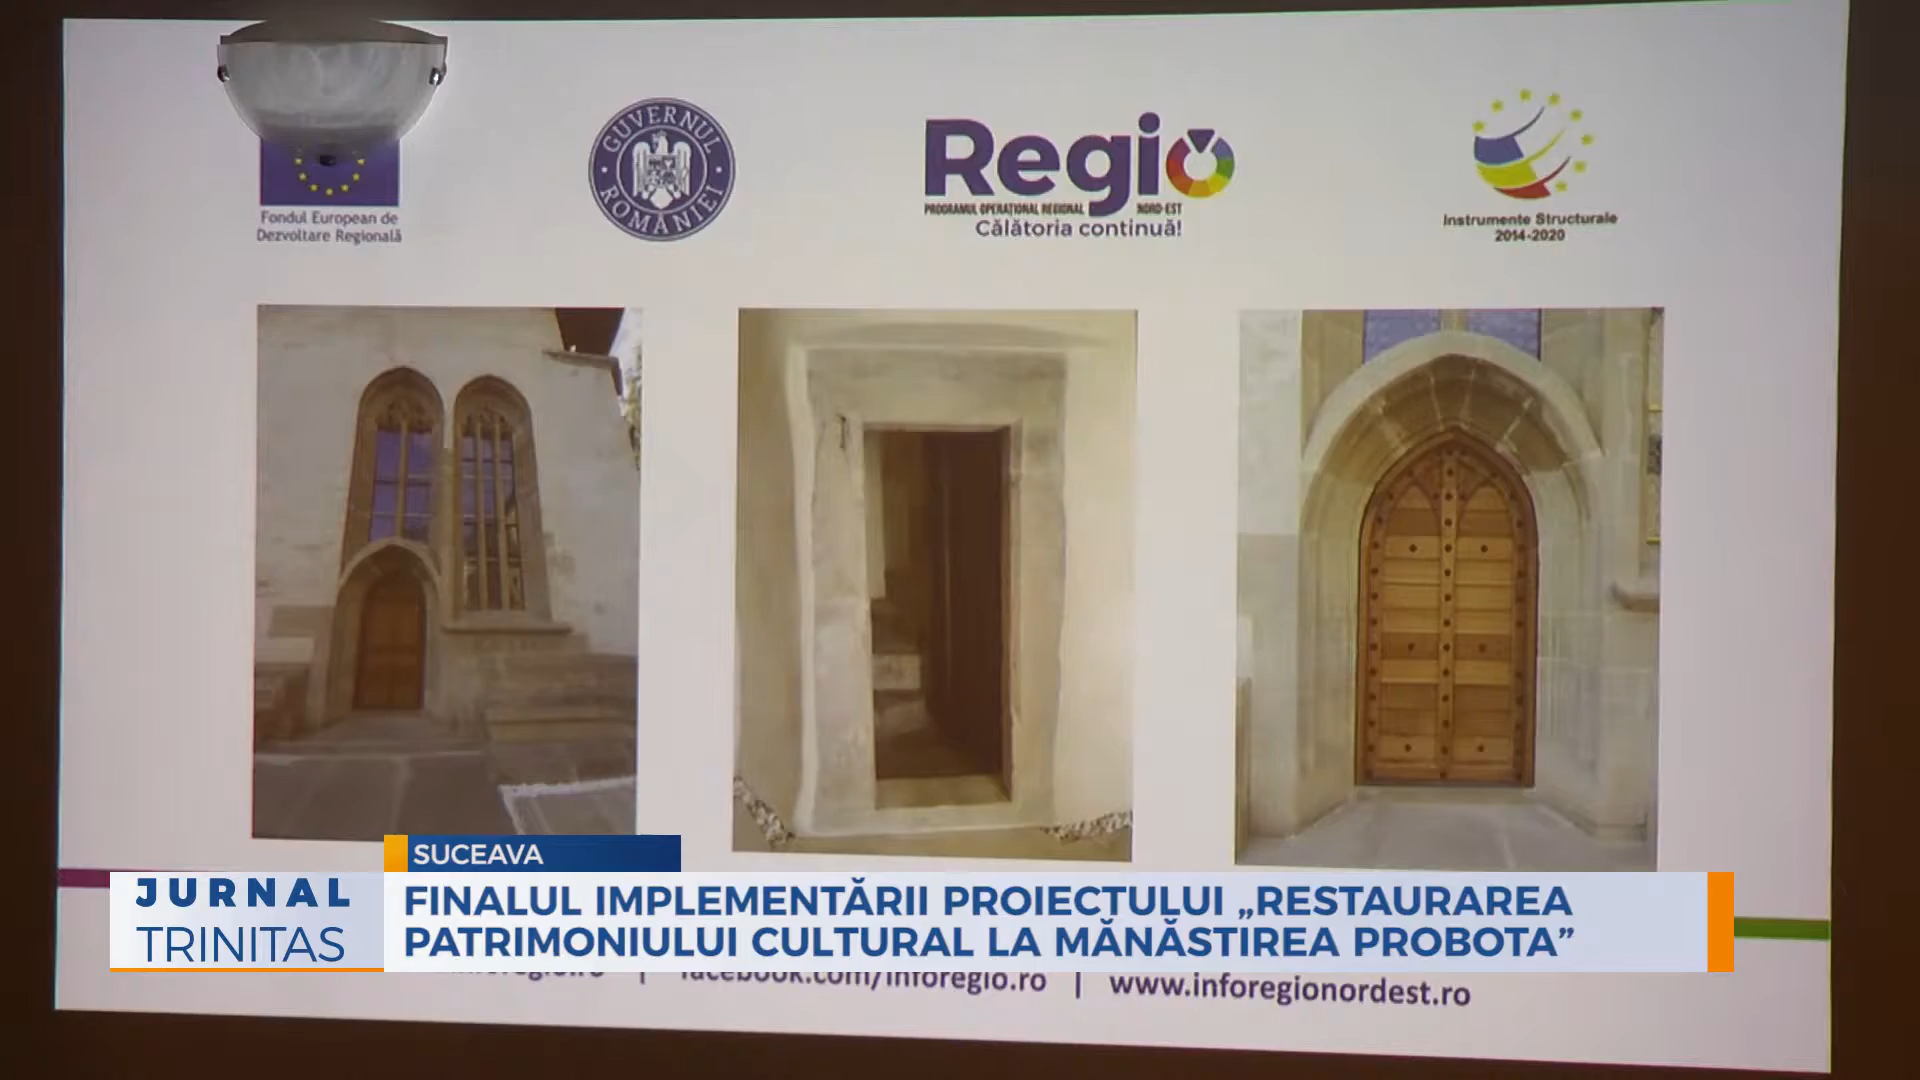 GUVERNUL
ROMÂNIEI
Regio
PROGRAMUL OPERAȚIONAL REGIONAL NORD-EST
Călătoria continuă!
Fondul European de
Dezvoltare Regională
Instrumente Structurale
2014-2020
SUCEAVA
JURNAL
TRINITAS
FINALUL IMPLEMENTĂRII PROIECTULUI „RESTAURAREA
PATRIMONIULUI CULTURAL LA MĂNĂSTIREA PROBOTA”
| facebook.com/inforegio.ro | www.inforegionordest.ro